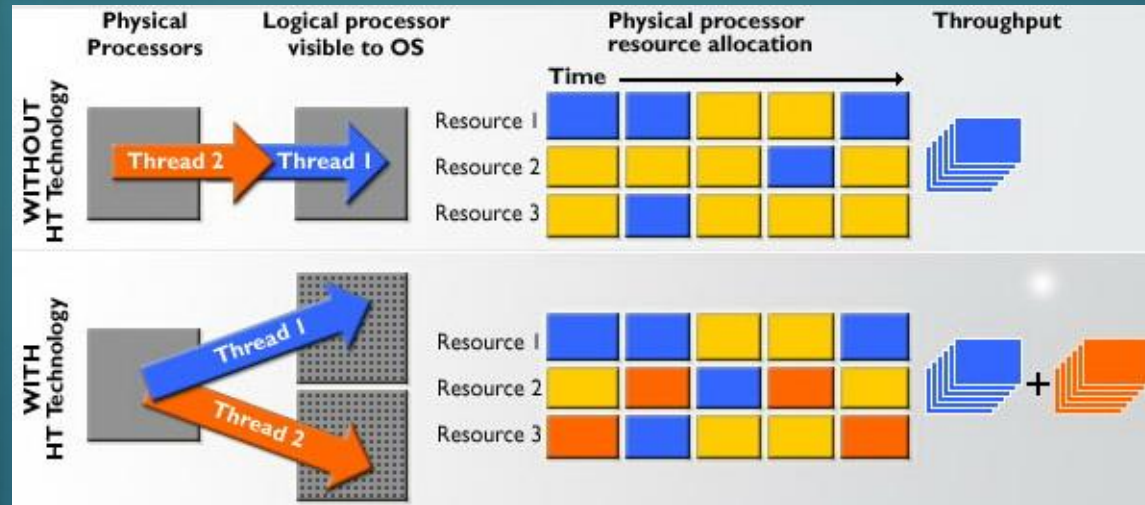 Physical
Processors
Logical processor
visible to OS
Physical processor
resource allocation
Throughput
Time
WITHOUT
HT Technology
Thread 2
Thread 1
Resource 1
Resource 2
Resource 3
WITH
HT Technology
Thread 1
Thread 2
Resource 1
Resource 2
Resource 3
+